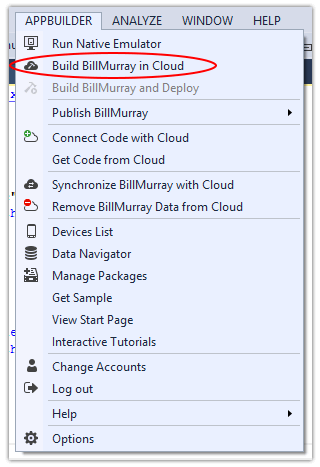 APPBUILDER ANALYZE WINDOW HELP
Run Native Emulator
Build BillMurray in Cloud
Build BillMurray and Deploy
Publish BillMurray
Connect Code with Cloud
Get Code from Cloud
Synchronize BillMurray with Cloud
Remove BillMurray Data from Cloud
Devices List
Data Navigator
Manage Packages
Get Sample
View Start Page
Interactive Tutorials
Change Accounts
Log out
Help
Options